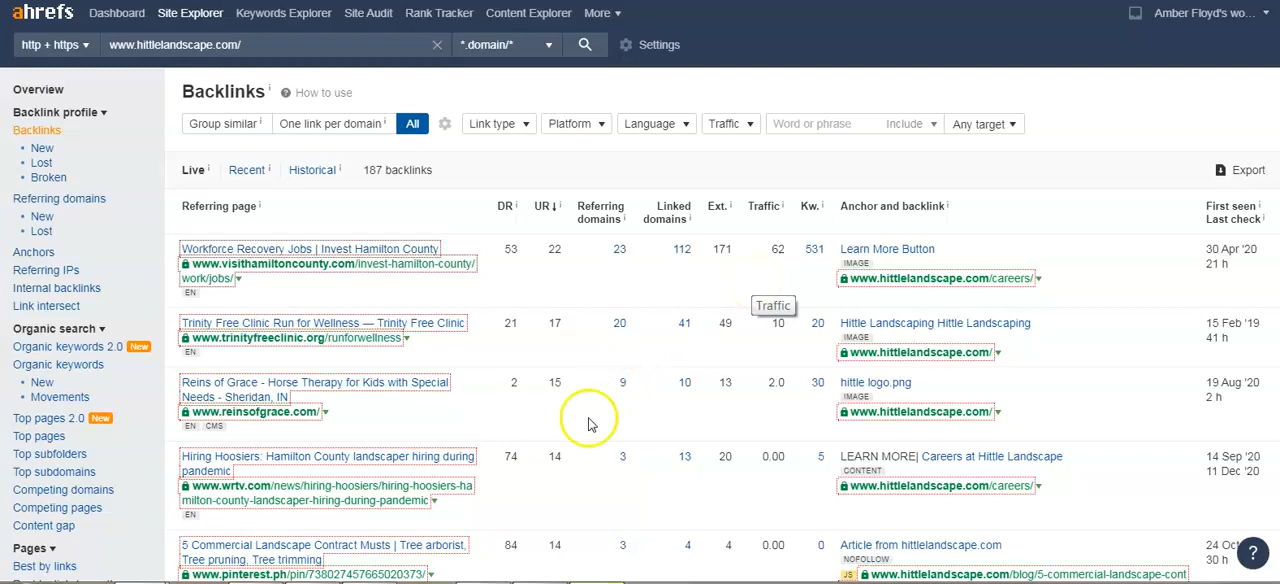 ahrefs Dashboard Site Explorer Keywords Explorer Site Audit Rank Tracker Content Explorer More Amber Floyd's wo...
http + https www.hittlelandscape.com/ *.domain/* Settings
Overview
Backlink profile
Backlinks
• New
• Lost
• Broken
Referring domains
• New
• Lost
Anchors
Referring IPs
Internal backlinks
Link intersect
Organic search
Organic keywords 2.0 New
Organic keywords
• New
• Movements
Top pages 2.0 New
Top pages
Top subfolders
Top subdomains
Competing domains
Competing pages
Content gap
Pages
Best by links
Backlinks i ? How to use
Group similar i One link per domain i All Link type Platform Language Traffic Word or phrase Include Any target
Live i Recent i Historical i 187 backlinks Export
Referring page i DR i UR ↓ i Referring domains i Linked domains i Ext. i Traffic i Kw. i Anchor and backlink i First seen
Last check i
Workforce Recovery Jobs | Invest Hamilton County 53 22 23 112 171 62 531 Learn More Button 30 Apr '20
IMAGE
www.visithamiltoncounty.com/invest-hamilton-county/ 21 h
work/jobs/ www.hittlelandscape.com/careers/
EN
Traffic
Trinity Free Clinic Run for Wellness — Trinity Free Clinic 21 17 20 41 49 10 20 Hittle Landscaping Hittle Landscaping 15 Feb '19
www.trinityfreeclinic.org/runforwellness IMAGE 41 h
EN www.hittlelandscape.com/
Reins of Grace - Horse Therapy for Kids with Special 2 15 9 10 13 2.0 30 hittle logo.png 19 Aug '20
Needs - Sheridan, IN IMAGE 2 h
www.reinsofgrace.com/ www.hittlelandscape.com/
EN CMS
Hiring Hoosiers: Hamilton County landscaper hiring during 74 14 3 13 20 0.00 5 LEARN MORE| Careers at Hittle Landscape 14 Sep '20
pandemic CONTENT 11 Dec '20
www.wrtv.com/news/hiring-hoosiers/hiring-hoosiers-ha www.hittlelandscape.com/careers/
milton-county-landscaper-hiring-during-pandemic
EN
5 Commercial Landscape Contract Musts | Tree arborist, 84 14 3 4 4 0.00 0 Article from hittlelandscape.com 24 Oct
Tree pruning, Tree trimming NOFOLLOW 30 h
www.pinterest.ph/pin/738027457665020373/ JS www.hittlelandscape.com/blog/5-commercial-landscape-cont
?